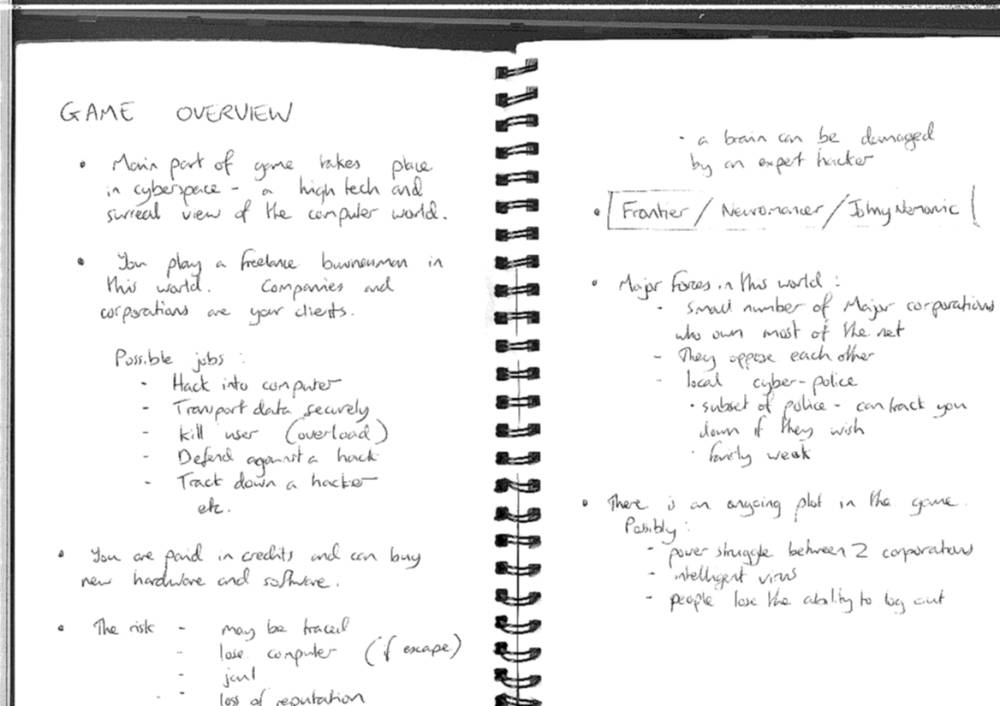 GAME OVERVIEW
• Main part of game takes place
in cyberspace - a high tech and
surreal view of the computer world.
• You play a freelance businessman in
this world. Companies and
corporations are your clients.
Possible jobs :
- Hack into computer
- Transport data securely
- kill user (overload)
- Defend against a hack
- Track down a hacker
etc.
• You are paid in credits and can buy
new hardware and software.
• The risk - may be traced
- lose computer (if escape)
- jail
- loss of reputation
• a brain can be damaged
by an expert hacker
• Frontier / Neuromancer / Johny Nemonic
• Major Forces in this world :
- Small number of Major corporations
who own most of the net
- They oppose each other
- local cyber-police
• subset of police - can track you
down if they wish
• fairly weak
• There is an ongoing plot in the game.
Possibly :
- power struggle between 2 corporations
- intelligent virus
- people lose the ability to log out